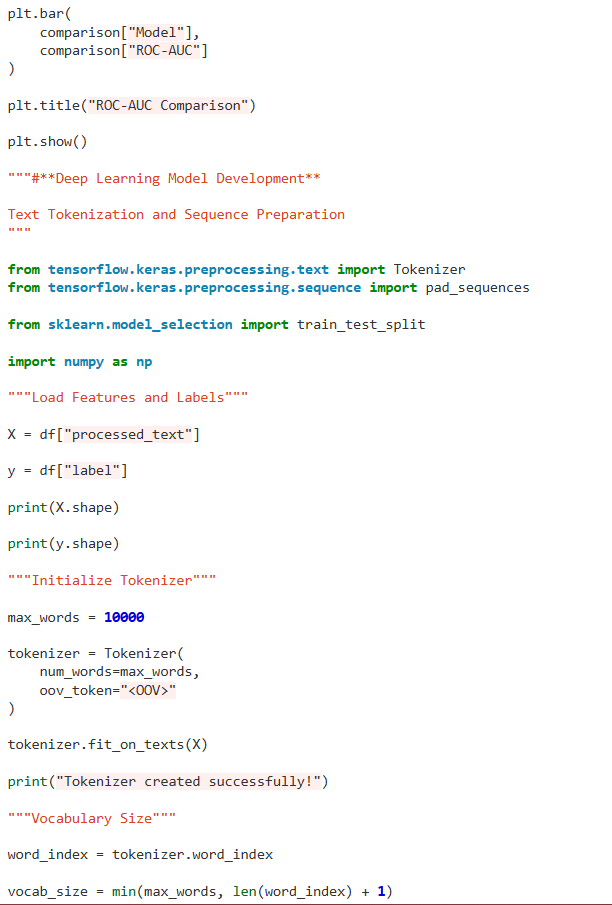 plt.bar(
    comparison["Model"],
    comparison["ROC-AUC"]
)
plt.title("ROC-AUC Comparison")
plt.show()
"""#**Deep Learning Model Development**
Text Tokenization and Sequence Preparation
"""
from tensorflow.keras.preprocessing.text import Tokenizer
from tensorflow.keras.preprocessing.sequence import pad_sequences
from sklearn.model_selection import train_test_split
import numpy as np
"""Load Features and Labels"""
X = df["processed_text"]
y = df["label"]
print(X.shape)
print(y.shape)
"""Initialize Tokenizer"""
max_words = 10000
tokenizer = Tokenizer(
    num_words=max_words,
    oov_token="<OOV>"
)
tokenizer.fit_on_texts(X)
print("Tokenizer created successfully!")
"""Vocabulary Size"""
word_index = tokenizer.word_index
vocab_size = min(max_words, len(word_index) + 1)